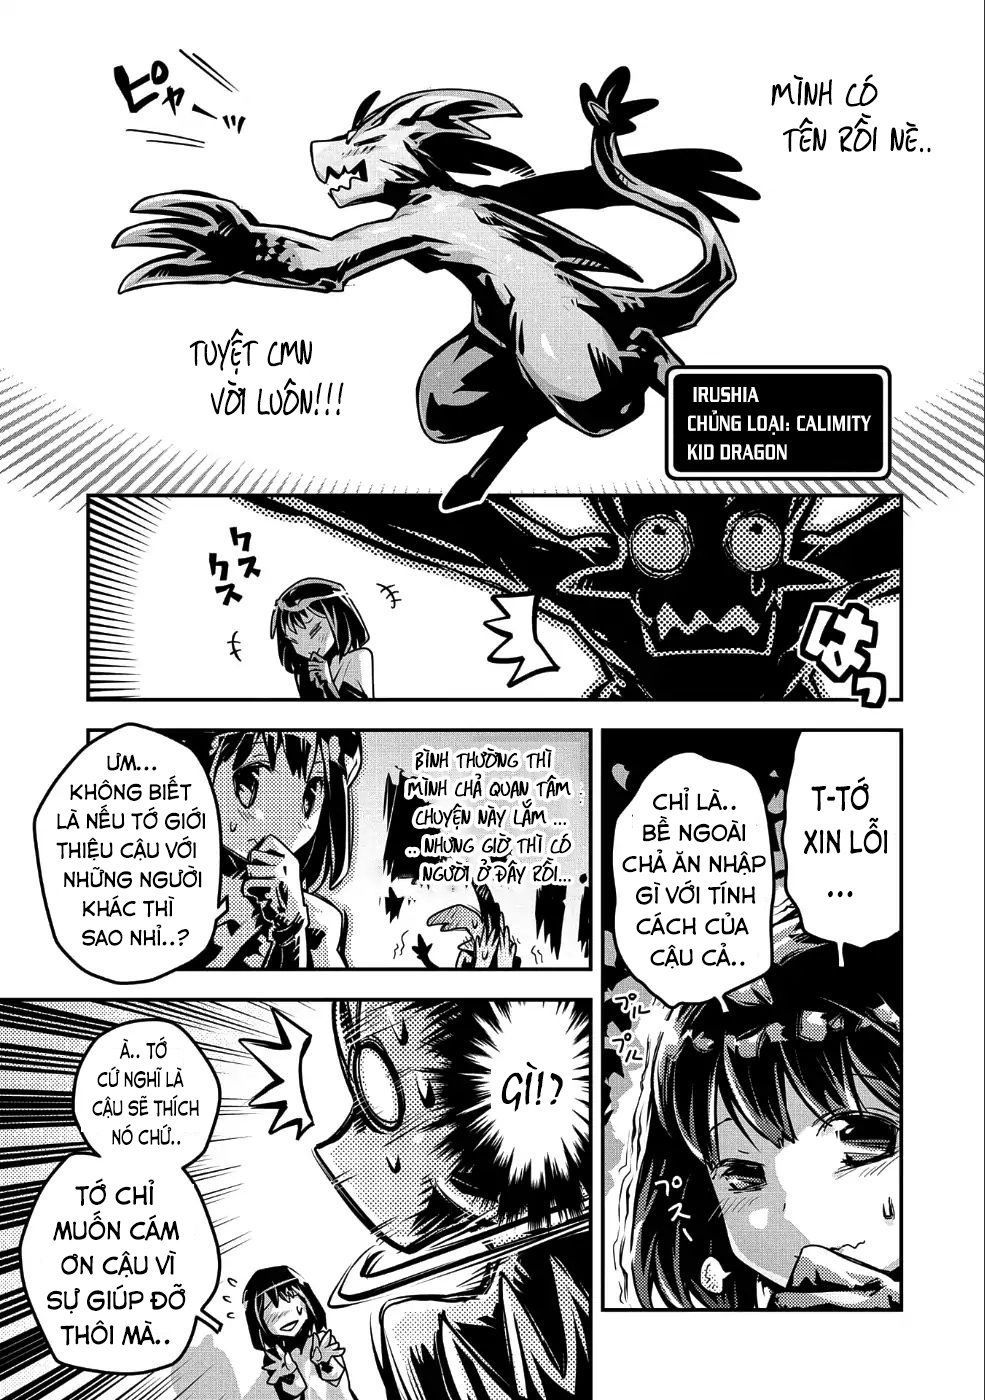 ピャーッ
MÌNH CÓ
TÊN RỒI NÈ..
TUYỆT CMN
VỜI LUÔN!!!
IRUSHIA
CHỦNG LOẠI: CALIMITY
KID DRAGON
クスクス
はっ
T-TỚ
XIN LỖI
...
CHỈ LÀ..
BỀ NGOÀI
CHẢ ĂN NHẬP
GÌ VỚI TÍNH
CÁCH CỦA
CẬU CẢ..
プルプル
プス
BÌNH THƯỜNG THÌ
MÌNH CHẢ QUAN TÂM
CHUYỆN NÀY LẮM ...
.. NHƯNG GIỜ THÌ CÓ
NGƯỜI Ở ĐÂY RỒI...
ƯM...
KHÔNG BIẾT
LÀ NẾU TỚ GIỚI
THIỆU CẬU VỚI
NHỮNG NGƯỜI
KHÁC THÌ
SAO NHỈ..?
GÌ!?
À.. TỚ
CỨ NGHĨ LÀ
CẬU SẼ THÍCH
NÓ CHỨ..
TỚ CHỈ
MUỐN CÁM
ƠN CẬU VÌ
SỰ GIÚP ĐỠ
THÔI MÀ..